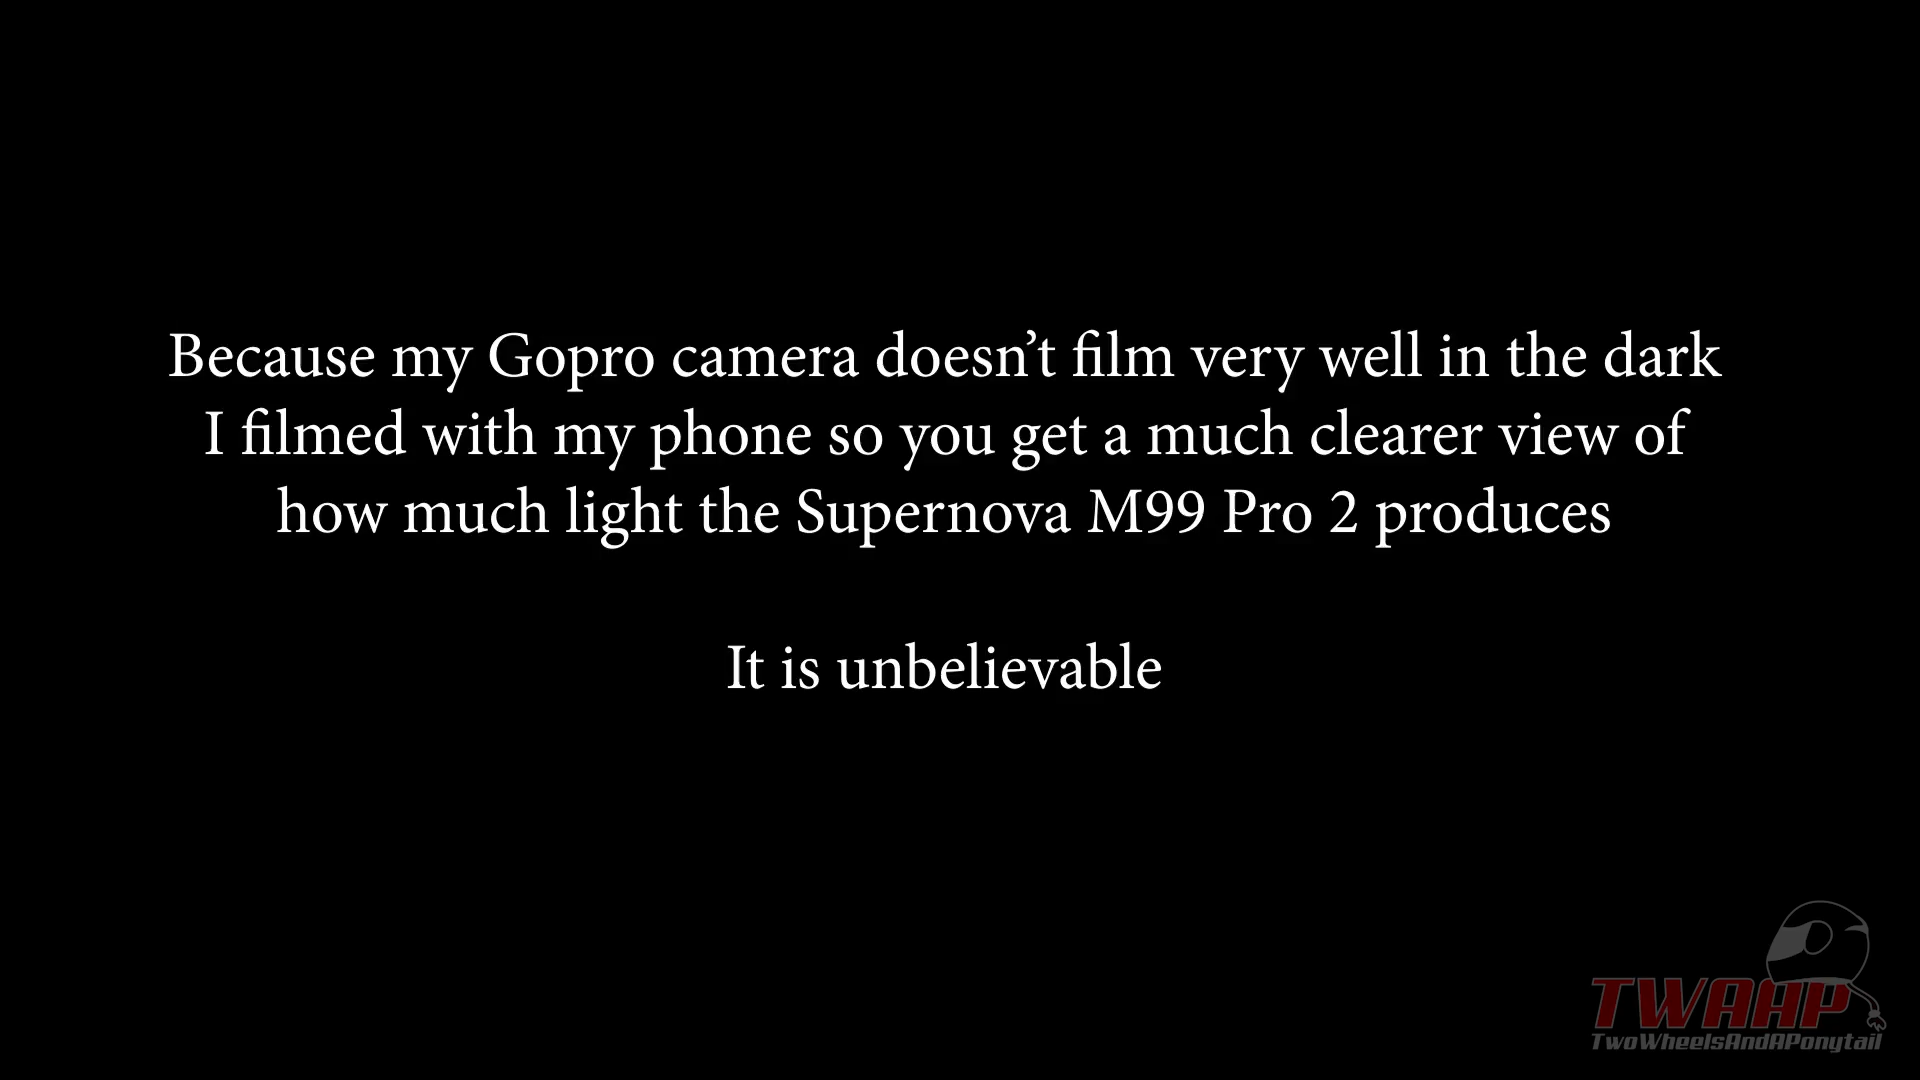 Because my Gopro camera doesn’t film very well in the dark
I filmed with my phone so you get a much clearer view of
how much light the Supernova M99 Pro 2 produces
It is unbelievable
TWAAP
TwoWheelsAndAPonytail